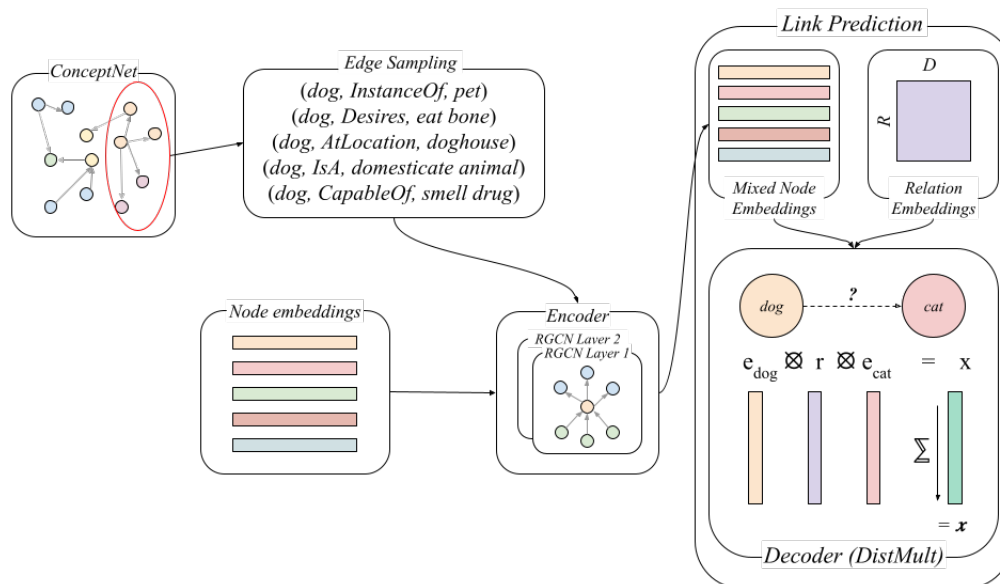 ConceptNet
Edge Sampling
(dog, InstanceOf, pet)
(dog, Desires, eat bone)
(dog, AtLocation, doghouse)
(dog, IsA, domesticate animal)
(dog, CapableOf, smell drug)
Node embeddings
Encoder
RGCN Layer 2
RGCN Layer 1
Link Prediction
Mixed Node
Embeddings
D
R
Relation
Embeddings
dog
?
cat
e_dog ⊗ r ⊗ e_cat = x
∑
= x
Decoder (DistMult)